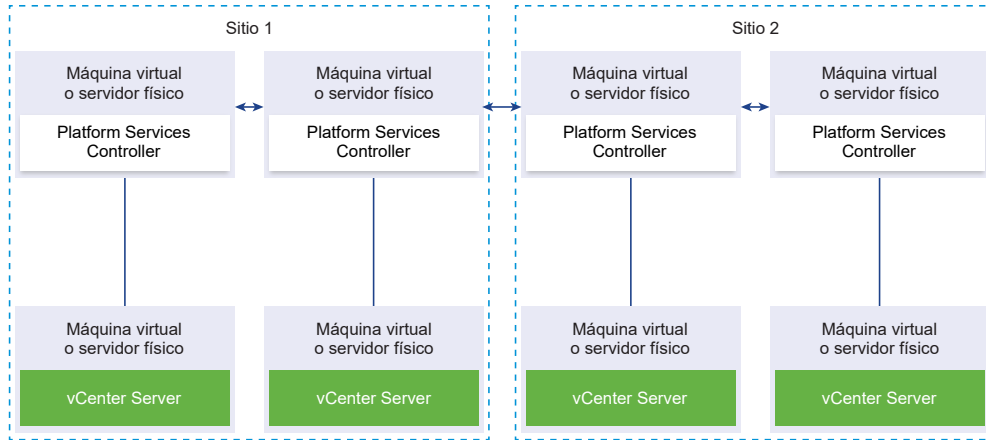 Sitio 1
Sitio 2
Máquina virtual
o servidor físico
Platform Services
Controller
Máquina virtual
o servidor físico
Platform Services
Controller
Máquina virtual
o servidor físico
Platform Services
Controller
Máquina virtual
o servidor físico
Platform Services
Controller
Máquina virtual
o servidor físico
vCenter Server
Máquina virtual
o servidor físico
vCenter Server
Máquina virtual
o servidor físico
vCenter Server
Máquina virtual
o servidor físico
vCenter Server